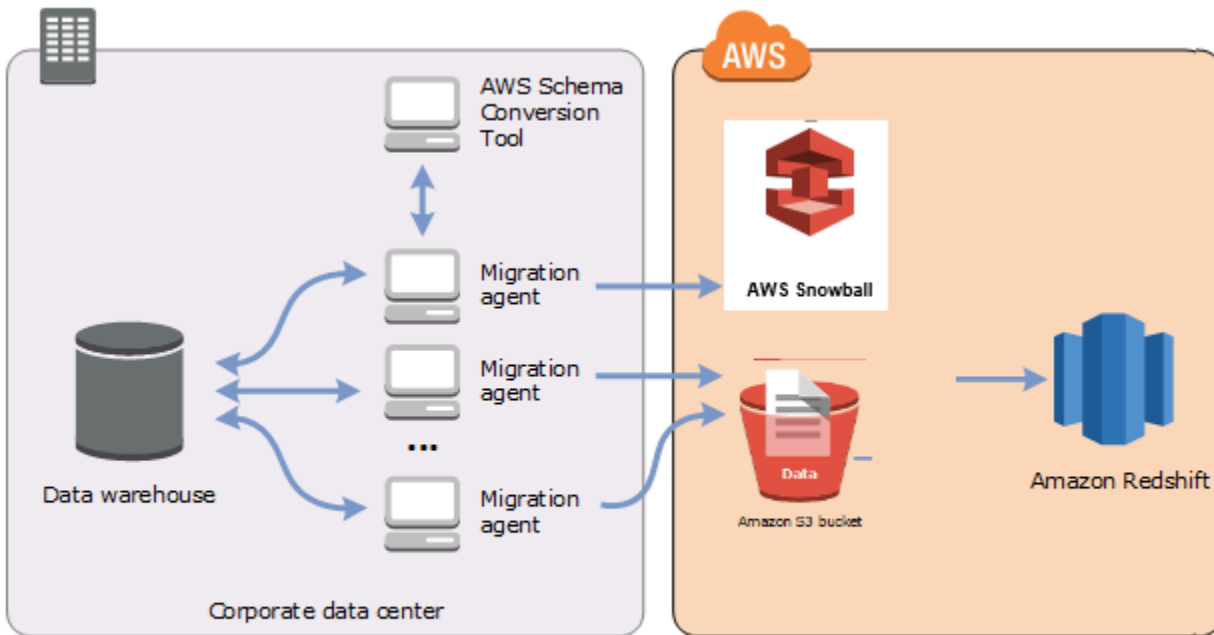 AWS
AWS Schema
Conversion
Tool
Migration
agent
AWS Snowball
Migration
agent
...
Data
Data warehouse
Amazon Redshift
Migration
agent
Amazon S3 bucket
Corporate data center